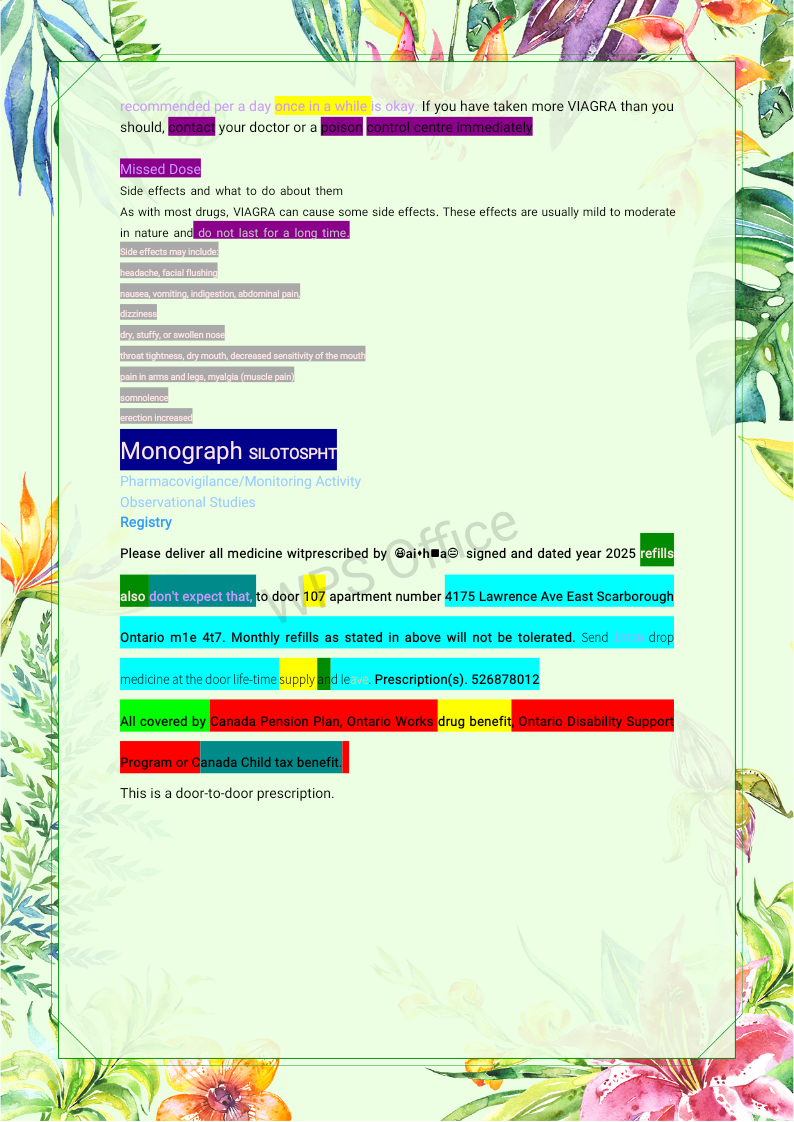 recommended per a day once in a while is okay. If you have taken more VIAGRA than you
should, contact your doctor or a poison control centre immediately
Missed Dose
Side effects and what to do about them
As with most drugs, VIAGRA can cause some side effects. These effects are usually mild to moderate
in nature and do not last for a long time.
Side effects may include:
headache, facial flushing
nausea, vomiting, indigestion, abdominal pain,
dizziness
dry, stuffy, or swollen nose
throat tightness, dry mouth, decreased sensitivity of the mouth
pain in arms and legs, myalgia (muscle pain)
somnolence
erection increased
Monograph SILOTOSPHT
Pharmacovigilance/Monitoring Activity
Observational Studies
Registry
Please deliver all medicine witprescribed by 😄ai♦h■a😐 signed and dated year 2025 refills
also don't expect that, to door 107 apartment number 4175 Lawrence Ave East Scarborough
Ontario m1e 4t7. Monthly refills as stated in above will not be tolerated. Send drop
medicine at the door life-time supply and leave. Prescription(s). 526878012
All covered by Canada Pension Plan, Ontario Works drug benefit, Ontario Disability Support
Program or Canada Child tax benefit.
This is a door-to-door prescription.
WPS Office